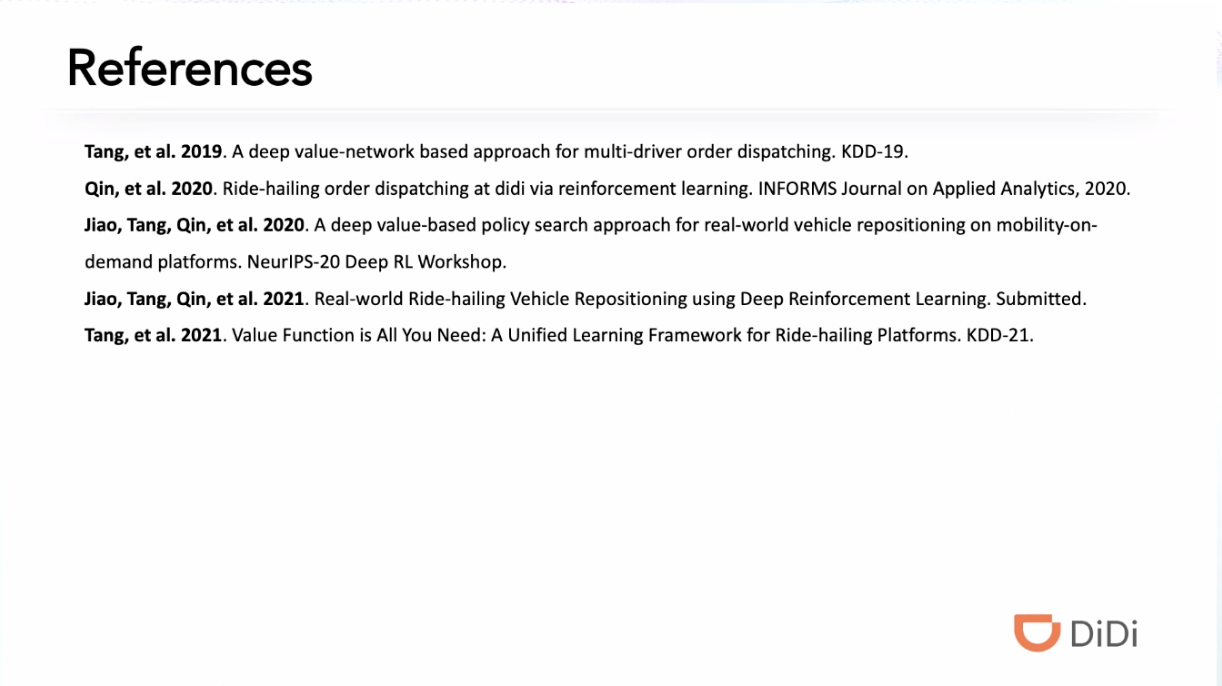 References
Tang, et al. 2019. A deep value-network based approach for multi-driver order dispatching. KDD-19.
Qin, et al. 2020. Ride-hailing order dispatching at didi via reinforcement learning. INFORMS Journal on Applied Analytics, 2020.
Jiao, Tang, Qin, et al. 2020. A deep value-based policy search approach for real-world vehicle repositioning on mobility-on-
demand platforms. NeurIPS-20 Deep RL Workshop.
Jiao, Tang, Qin, et al. 2021. Real-world Ride-hailing Vehicle Repositioning using Deep Reinforcement Learning. Submitted.
Tang, et al. 2021. Value Function is All You Need: A Unified Learning Framework for Ride-hailing Platforms. KDD-21.
DiDi